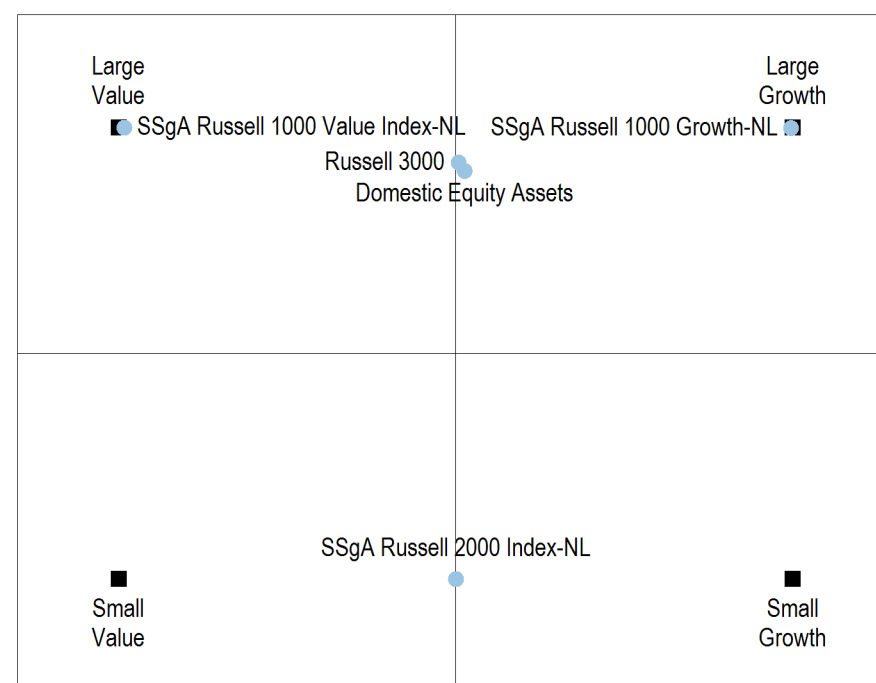 Large
Value
Large
Growth
SSgA Russell 1000 Value Index-NL
SSgA Russell 1000 Growth-NL
Russell 3000
Domestic Equity Assets
SSgA Russell 2000 Index-NL
Small
Value
Small
Growth